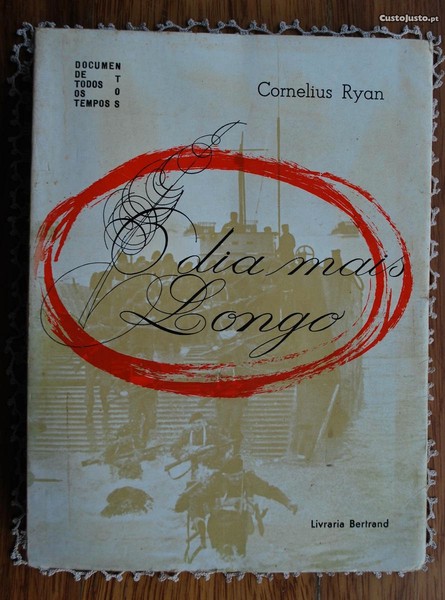 CustoJusto.pt
DOCUMEN
DE T
TODOS O
OS
TEMPOS S
Cornelius Ryan
O dia mais
Longo
Livraria Bertrand